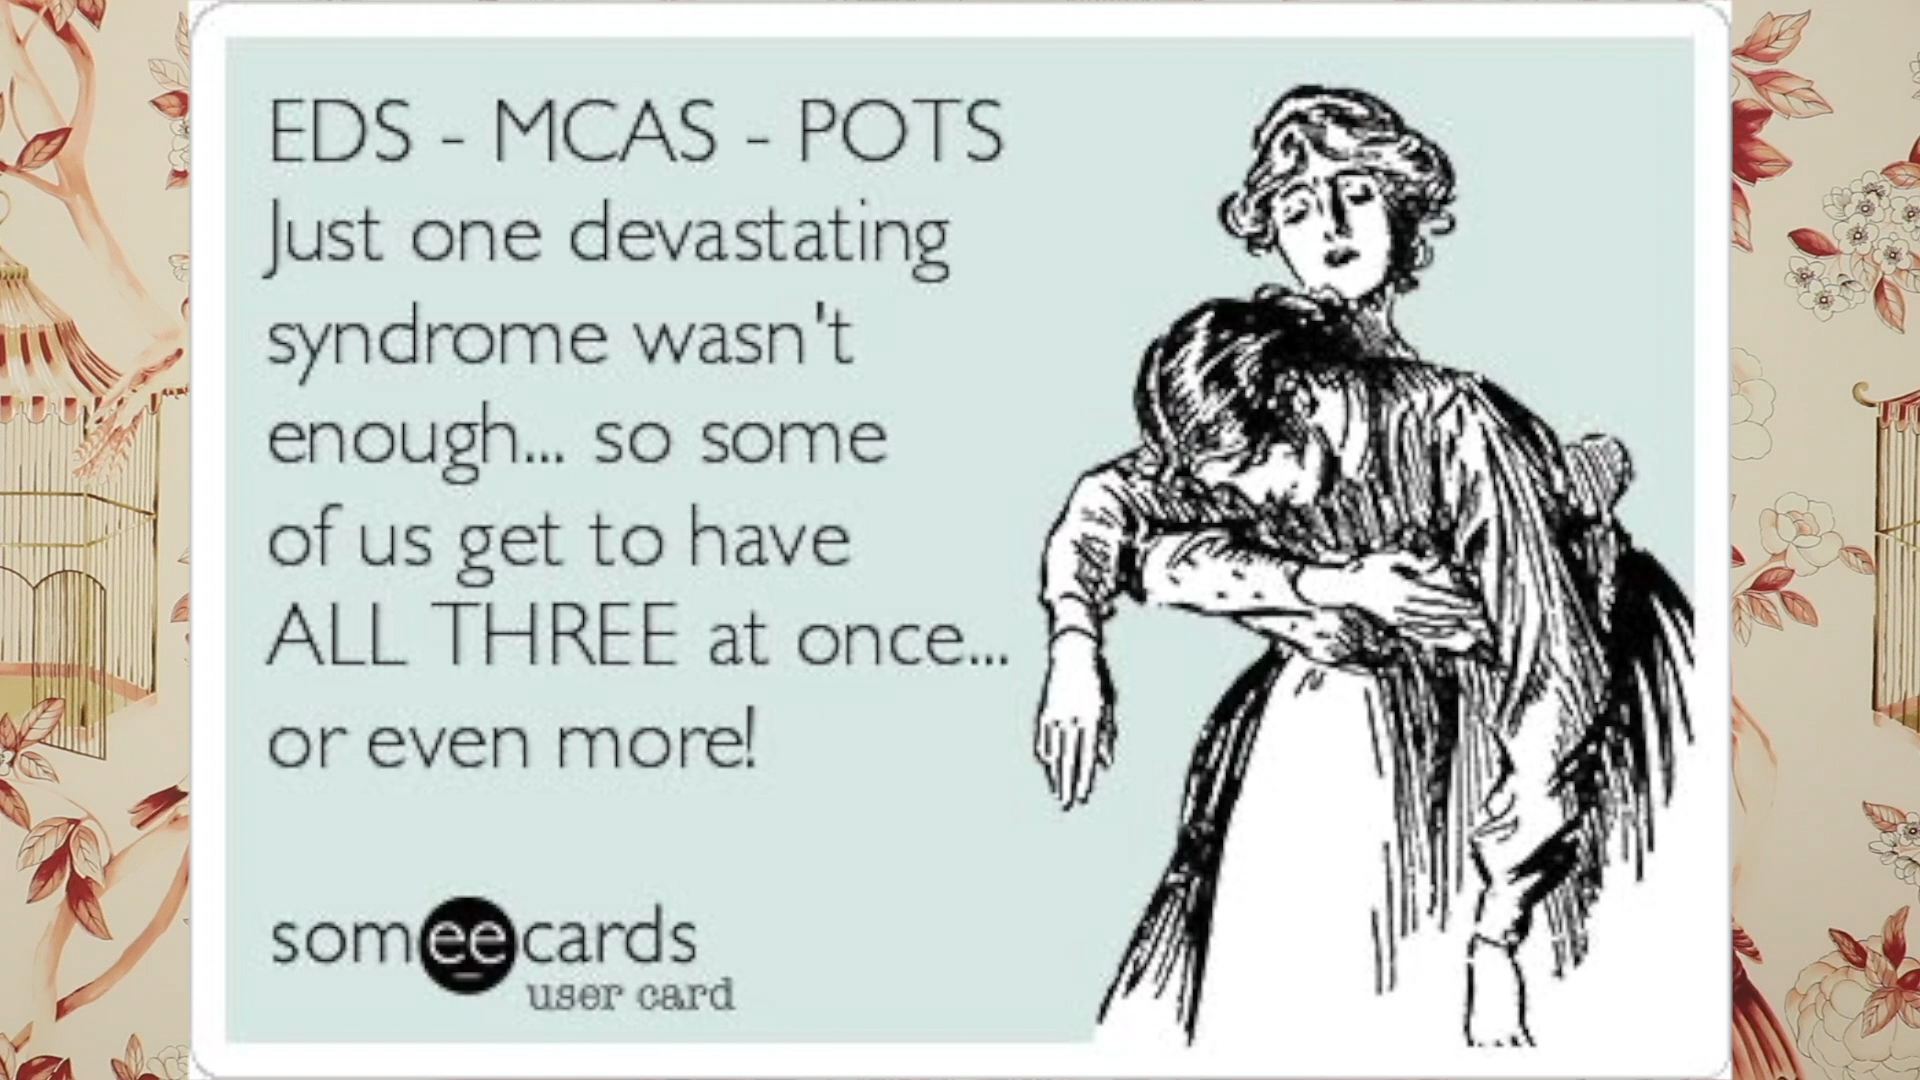 EDS - MCAS - POTS
Just one devastating
syndrome wasn't
enough... so some
of us get to have
ALL THREE at once...
or even more!
someecards
user card